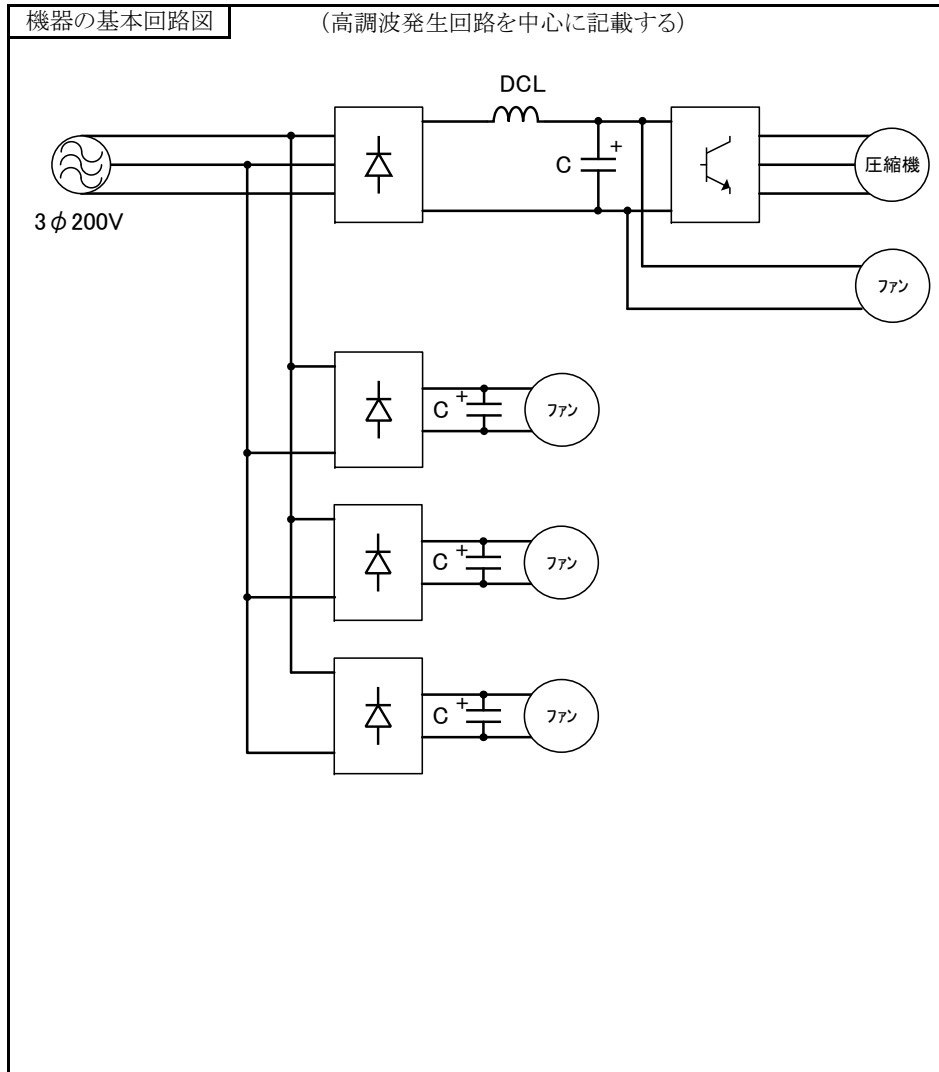 機器の基本回路図
(高調波発生回路を中心に記載する)
DCL
C
+
圧縮機
3φ200V
ファン
C
+
ファン
C
+
ファン
C
+
ファン